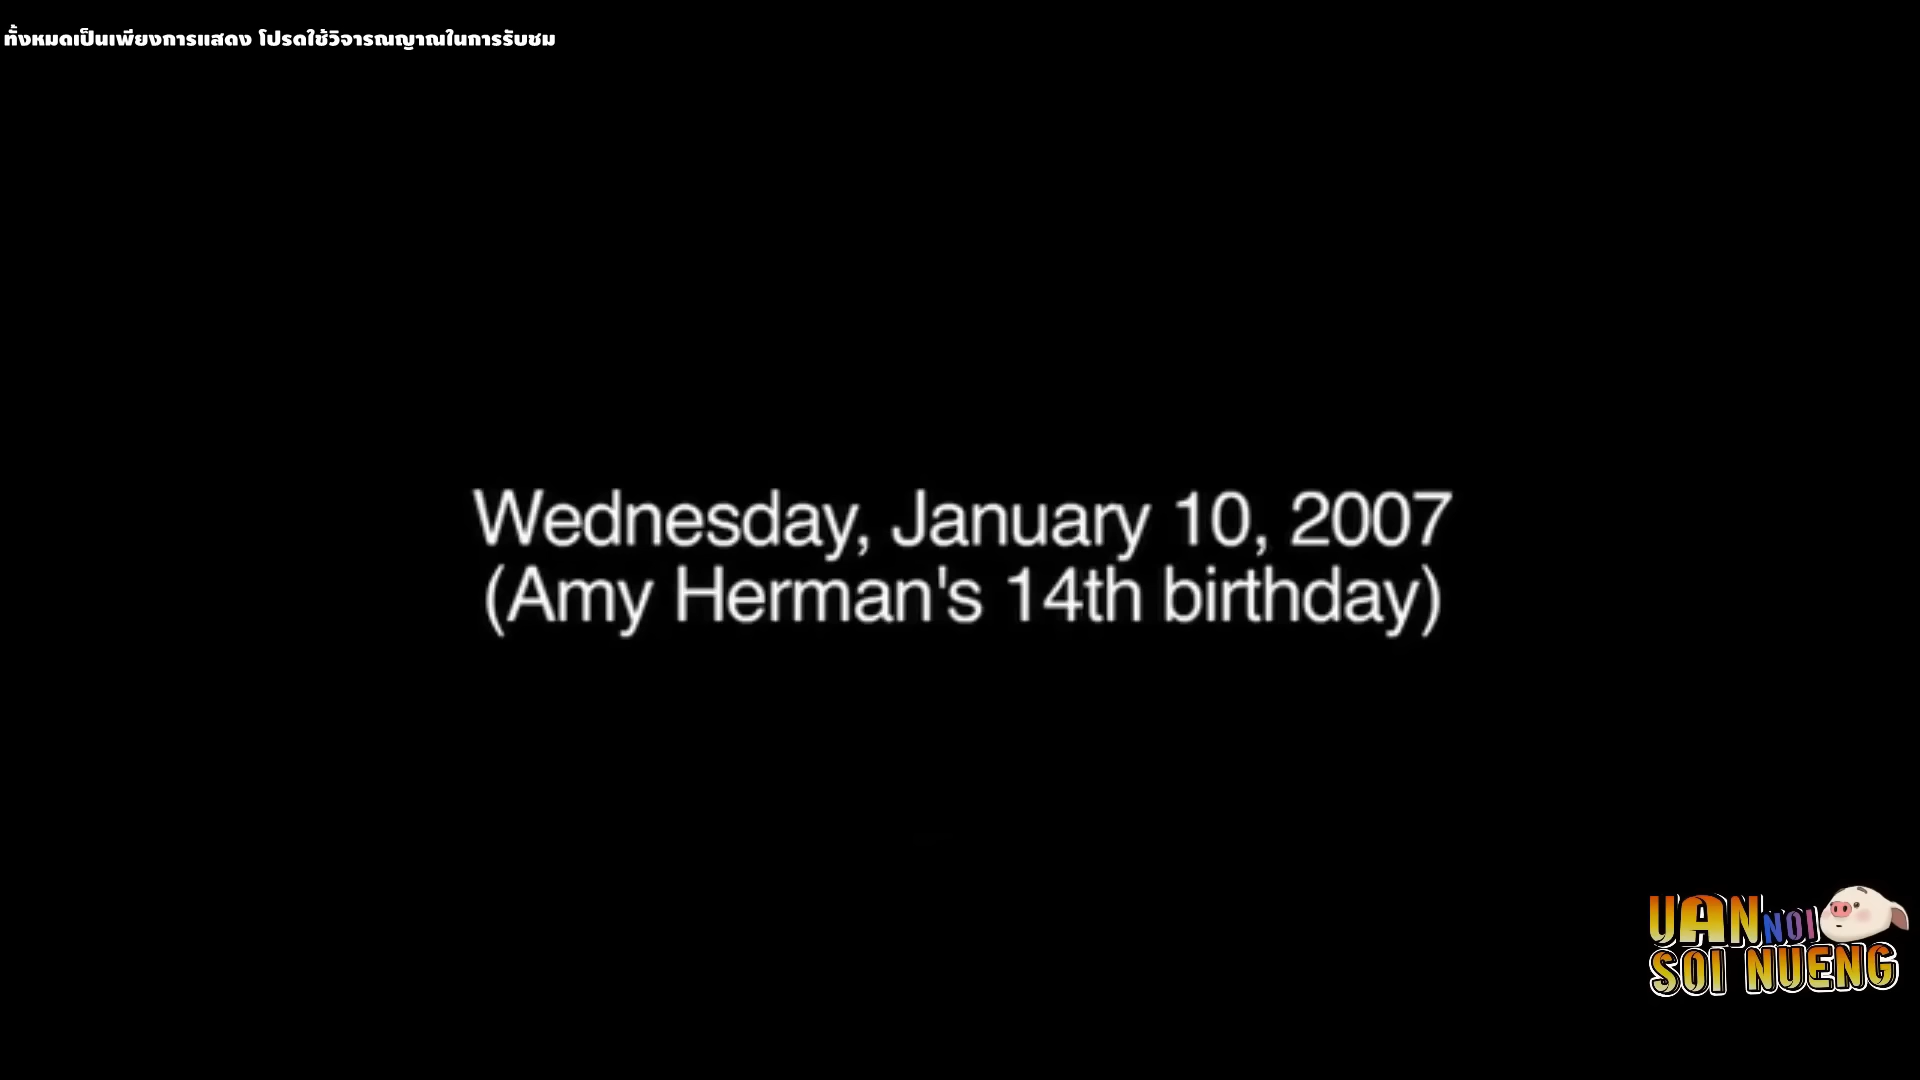 ทั้งหมดเป็นเพียงการแสดง โปรดใช้วิจารณญาณในการรับชม
Wednesday, January 10, 2007
(Amy Herman's 14th birthday)
UAN NOI
SOI NUENG